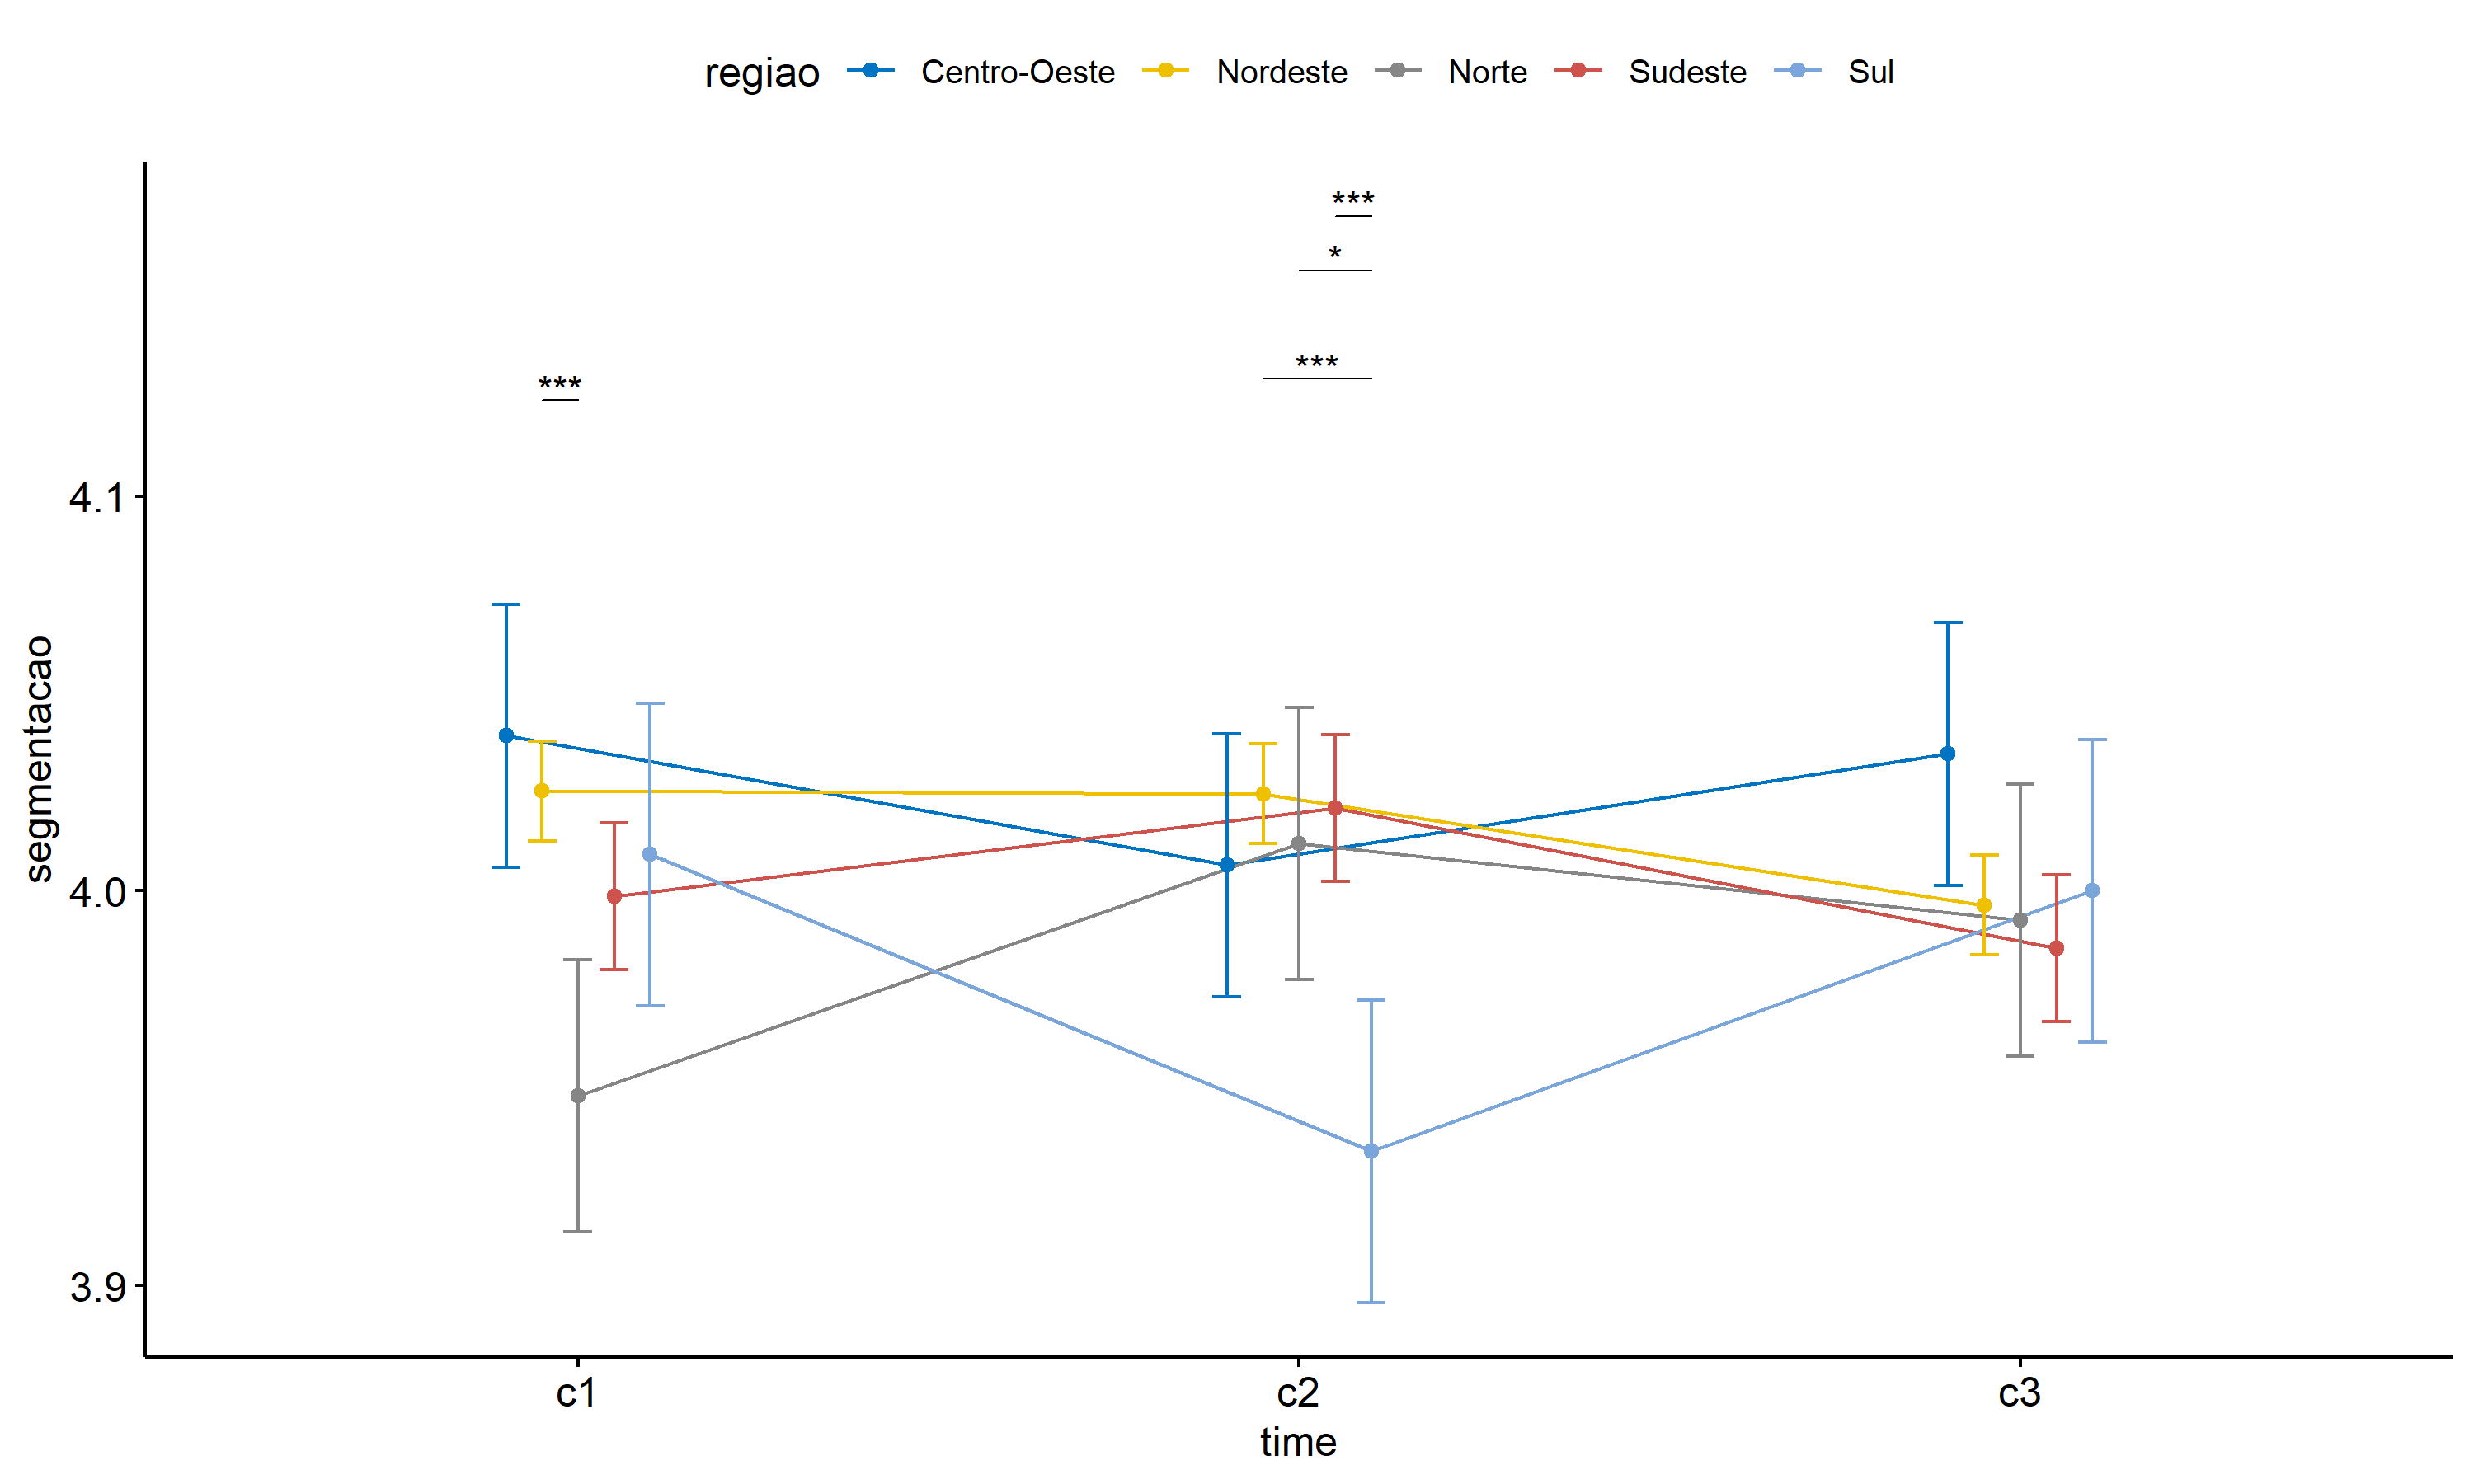 regiao Centro-Oeste Nordeste Norte Sudeste Sul
***
*
***
***
4.1
4.0
3.9
segmentacao
c1 c2 c3
time